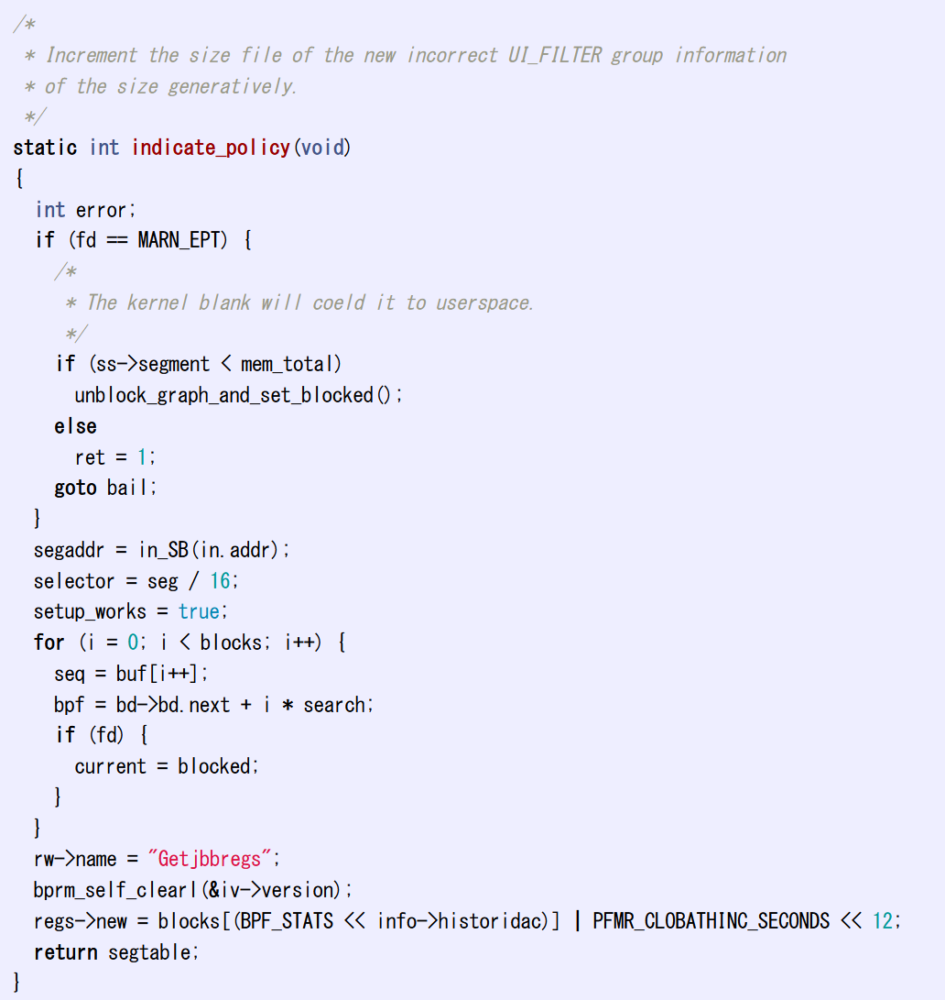 /*
 * Increment the size file of the new incorrect UI_FILTER group information
 * of the size generatively.
 */
static int indicate_policy(void)
{
  int error;
  if (fd == MARN_EPT) {
    /*
     * The kernel blank will coeld it to userspace.
     */
    if (ss->segment < mem_total)
      unblock_graph_and_set_blocked();
    else
      ret = 1;
    goto bail;
  }
  segaddr = in_SB(in.addr);
  selector = seg / 16;
  setup_works = true;
  for (i = 0; i < blocks; i++) {
    seq = buf[i++];
    bpf = bd->bd.next + i * search;
    if (fd) {
      current = blocked;
    }
  }
  rw->name = "Getjbbregs";
  bprm_self_clearl(&iv->version);
  regs->new = blocks[(BPF_STATS << info->historidac)] | PFMR_CLOBATHINC_SECONDS << 12;
  return segtable;
}